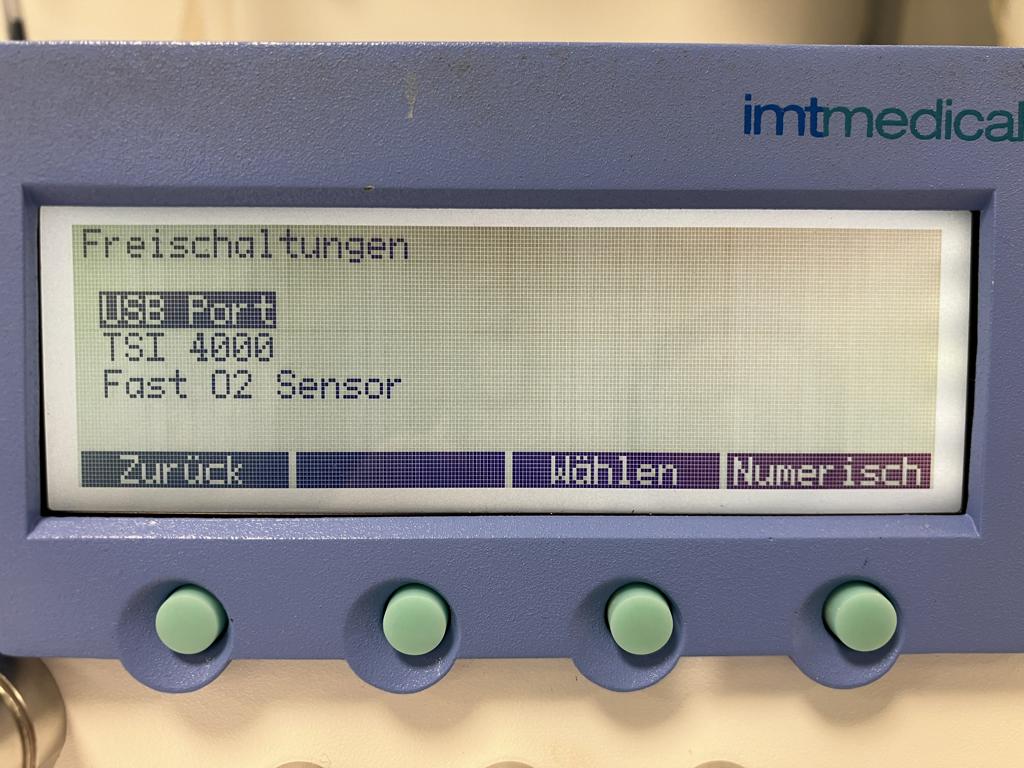 imtmedical
Freischaltungen
USB Port
TSI 4000
Fast O2 Sensor
Zurück Wählen Numerisch